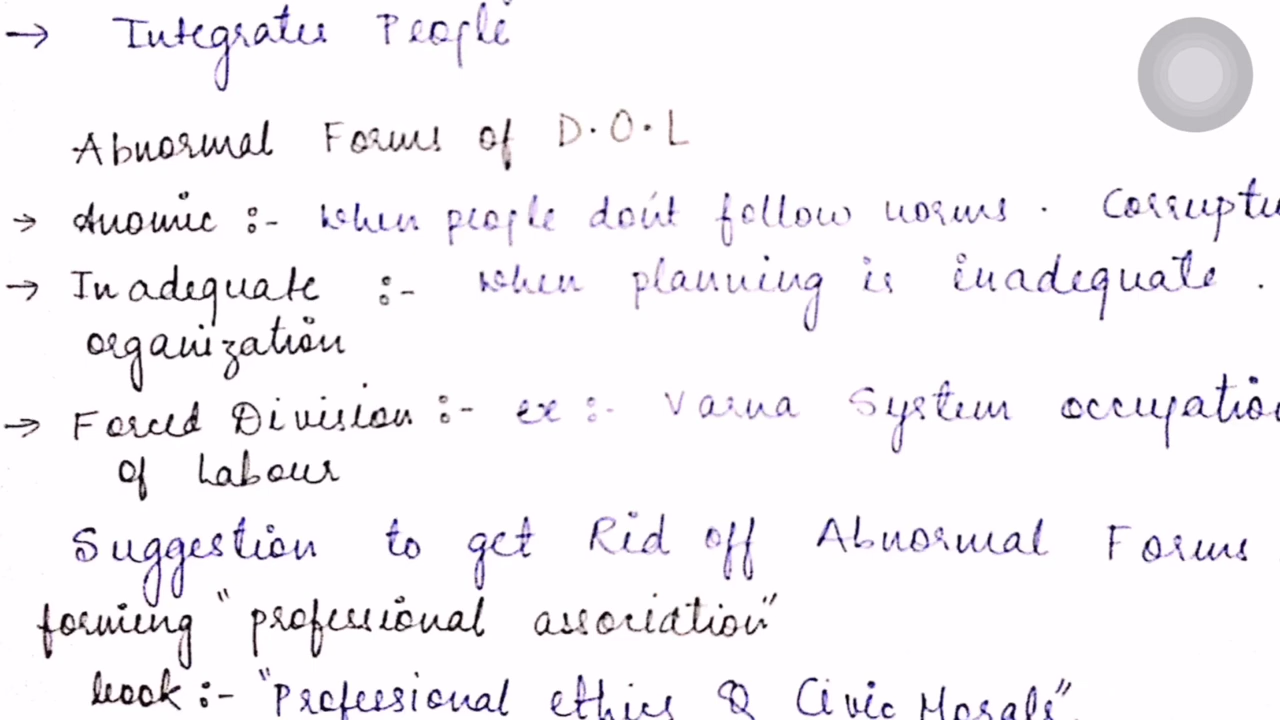 → Integrates People
Abnormal Forms of D.O.L
→ Anomic :- When people don't follow norms .
→ Inadequate :- when planning is inadequate .
organization
→ Forced Division :- ex :- Varna System
of Labour
Suggestion to get Rid off Abnormal Forms
forming "professional association"
book :- "Professional ethics & Civic Morals"